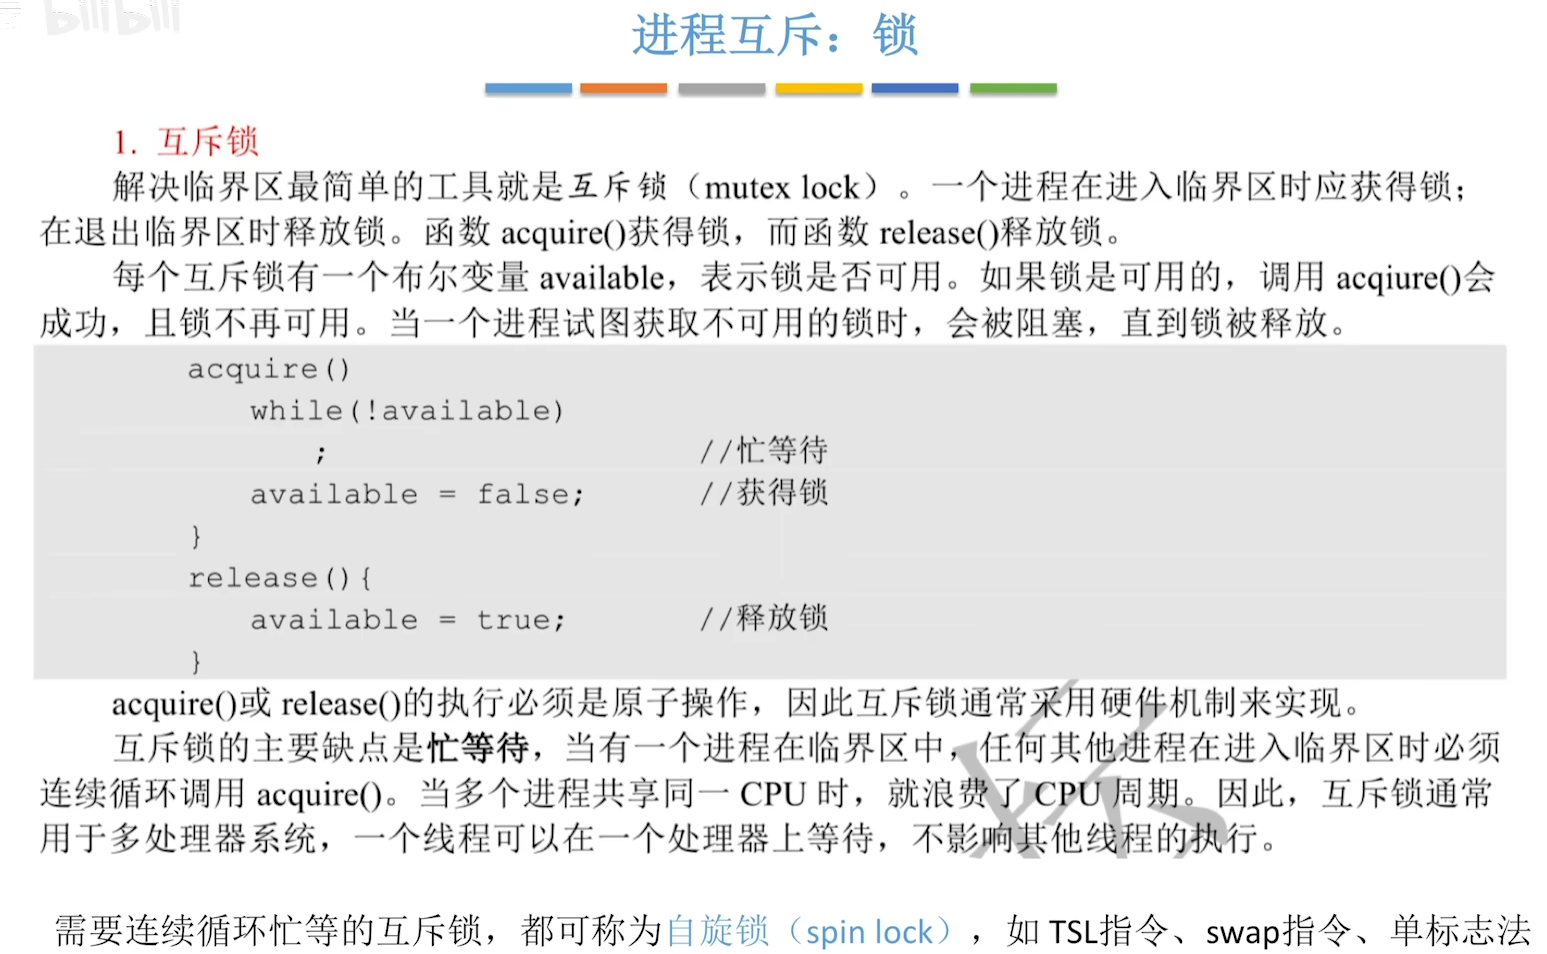 bilibili
进程互斥：锁
1. 互斥锁
解决临界区最简单的工具就是互斥锁（mutex lock）。一个进程在进入临界区时应获得锁；
在退出临界区时释放锁。函数 acquire()获得锁，而函数 release()释放锁。
每个互斥锁有一个布尔变量 available，表示锁是否可用。如果锁是可用的，调用 acqiure()会
成功，且锁不再可用。当一个进程试图获取不可用的锁时，会被阻塞，直到锁被释放。
acquire()
while(!available)
; //忙等待
available = false; //获得锁
}
release(){
available = true; //释放锁
}
acquire()或 release()的执行必须是原子操作，因此互斥锁通常采用硬件机制来实现。
互斥锁的主要缺点是忙等待，当有一个进程在临界区中，任何其他进程在进入临界区时必须
连续循环调用 acquire()。当多个进程共享同一 CPU 时，就浪费了 CPU 周期。因此，互斥锁通常
用于多处理器系统，一个线程可以在一个处理器上等待，不影响其他线程的执行。
需要连续循环忙等的互斥锁，都可称为自旋锁（spin lock），如 TSL指令、swap指令、单标志法